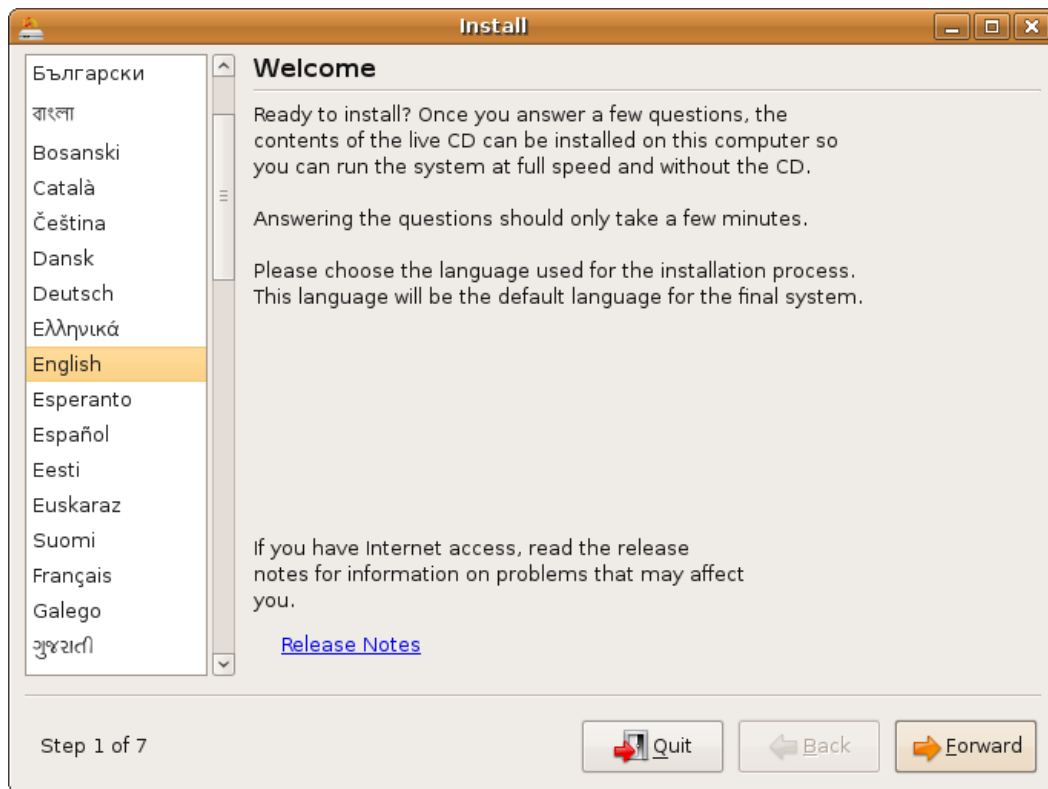 Install
Български
বাংলা
Bosanski
Català
Čeština
Dansk
Deutsch
Ελληνικά
English
Esperanto
Español
Eesti
Euskaraz
Suomi
Français
Galego
ગુજરાતી
Welcome
Ready to install? Once you answer a few questions, the
contents of the live CD can be installed on this computer so
you can run the system at full speed and without the CD.
Answering the questions should only take a few minutes.
Please choose the language used for the installation process.
This language will be the default language for the final system.
If you have Internet access, read the release
notes for information on problems that may affect
you.
Release Notes
Step 1 of 7
Quit
Back
Forward